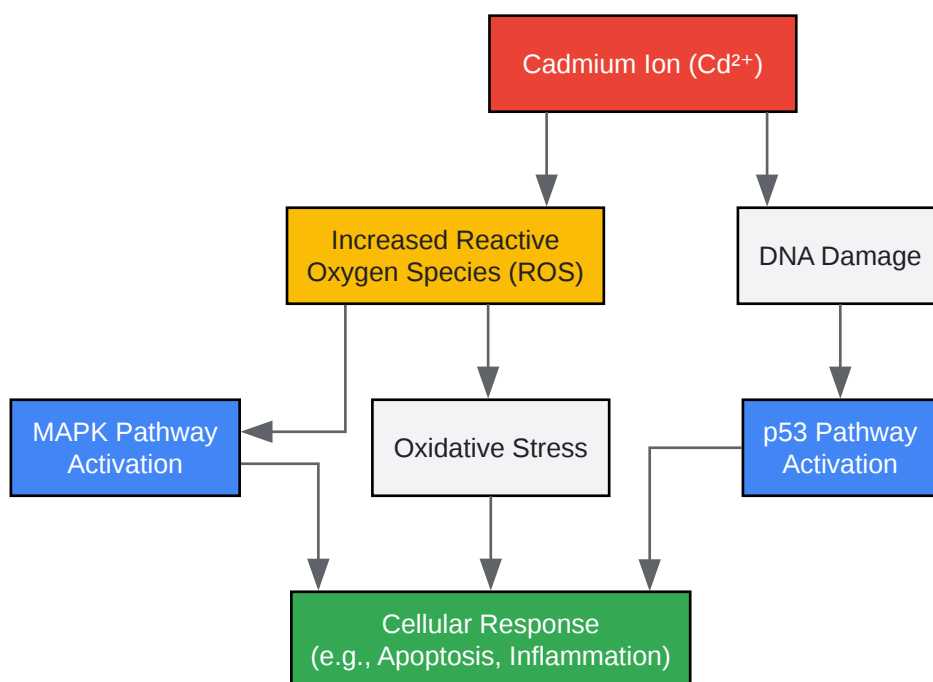 Cadmium Ion (Cd²⁺)
Increased Reactive
Oxygen Species (ROS)
DNA Damage
MAPK Pathway
Activation
Oxidative Stress
p53 Pathway
Activation
Cellular Response
(e.g., Apoptosis, Inflammation)